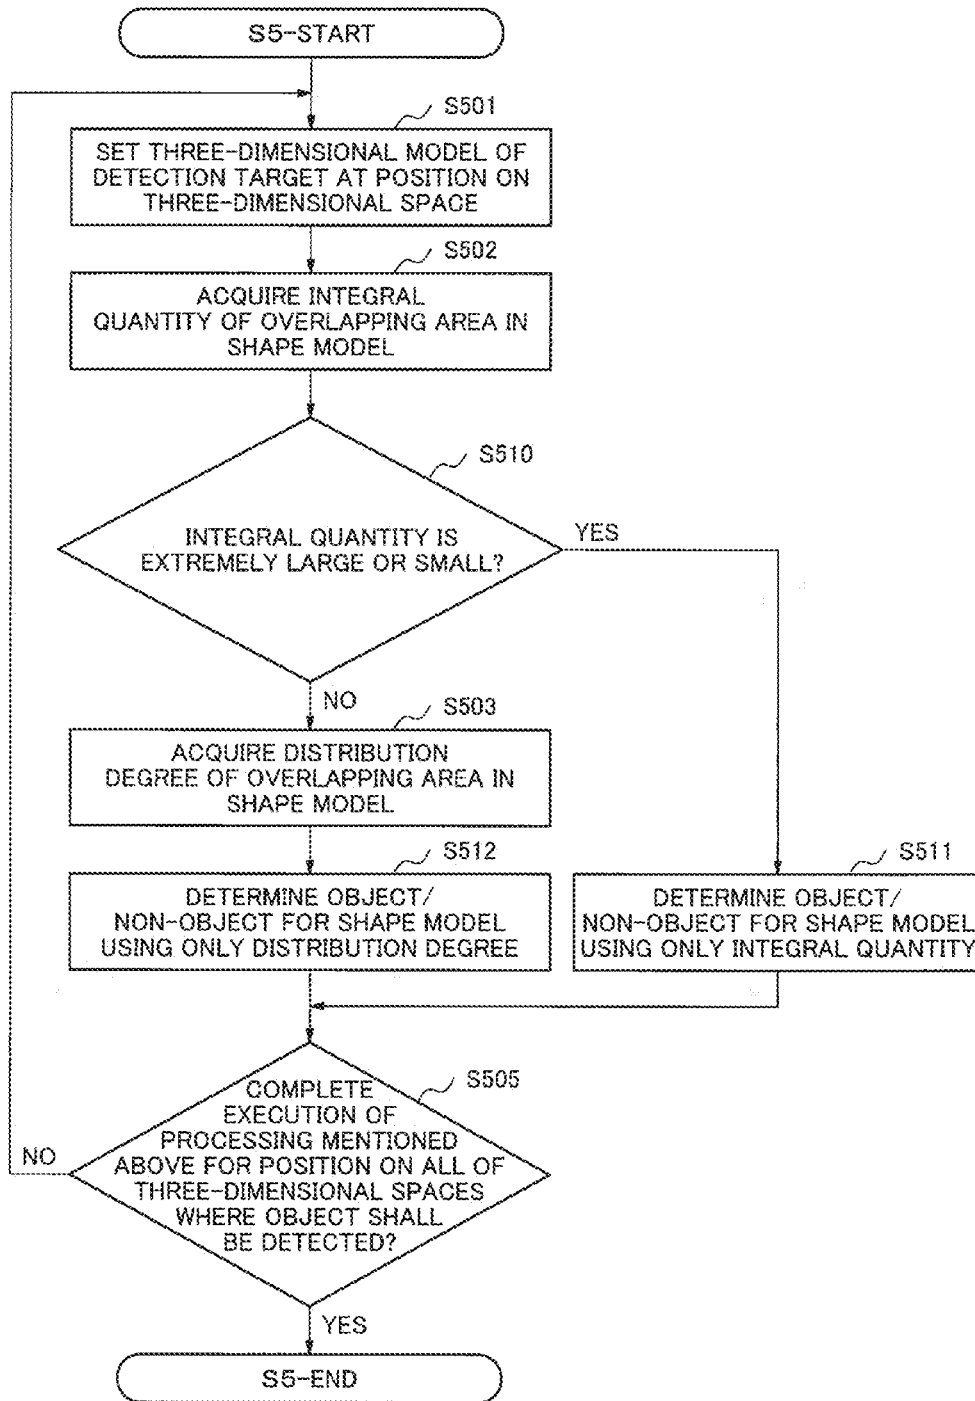 S5-START
S501
SET THREE-DIMENSIONAL MODEL OF
DETECTION TARGET AT POSITION ON
THREE-DIMENSIONAL SPACE
S502
ACQUIRE INTEGRAL
QUANTITY OF OVERLAPPING AREA IN
SHAPE MODEL
S510
INTEGRAL QUANTITY IS
EXTREMELY LARGE OR SMALL?
YES
NO
S503
ACQUIRE DISTRIBUTION
DEGREE OF OVERLAPPING AREA IN
SHAPE MODEL
S512
DETERMINE OBJECT/
NON-OBJECT FOR SHAPE MODEL
USING ONLY DISTRIBUTION DEGREE
S511
DETERMINE OBJECT/
NON-OBJECT FOR SHAPE MODEL
USING ONLY INTEGRAL QUANTITY
S505
COMPLETE
EXECUTION OF
PROCESSING MENTIONED
ABOVE FOR POSITION ON ALL OF
THREE-DIMENSIONAL SPACES
WHERE OBJECT SHALL
BE DETECTED?
NO
YES
S5-END